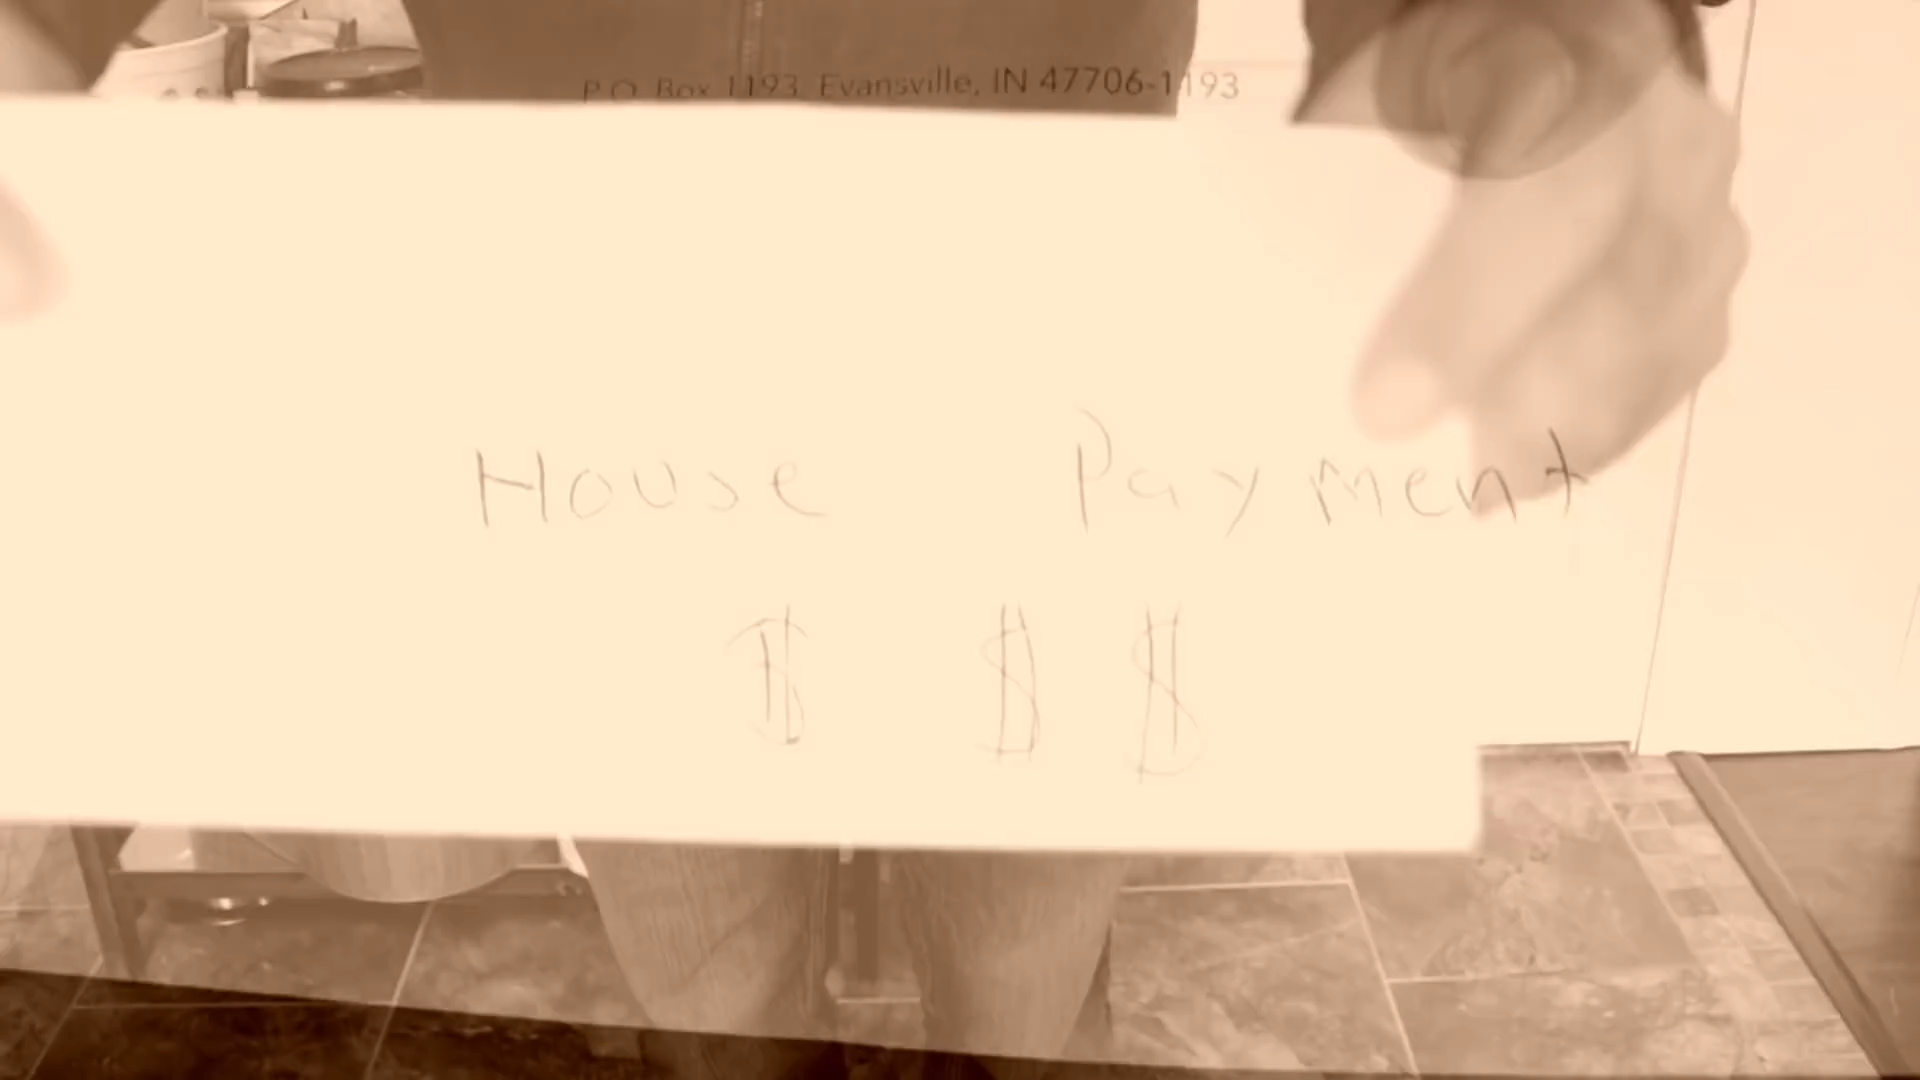 P.O. Box 1193, Evansville, IN 47706-1193
House Payment
$ $ $